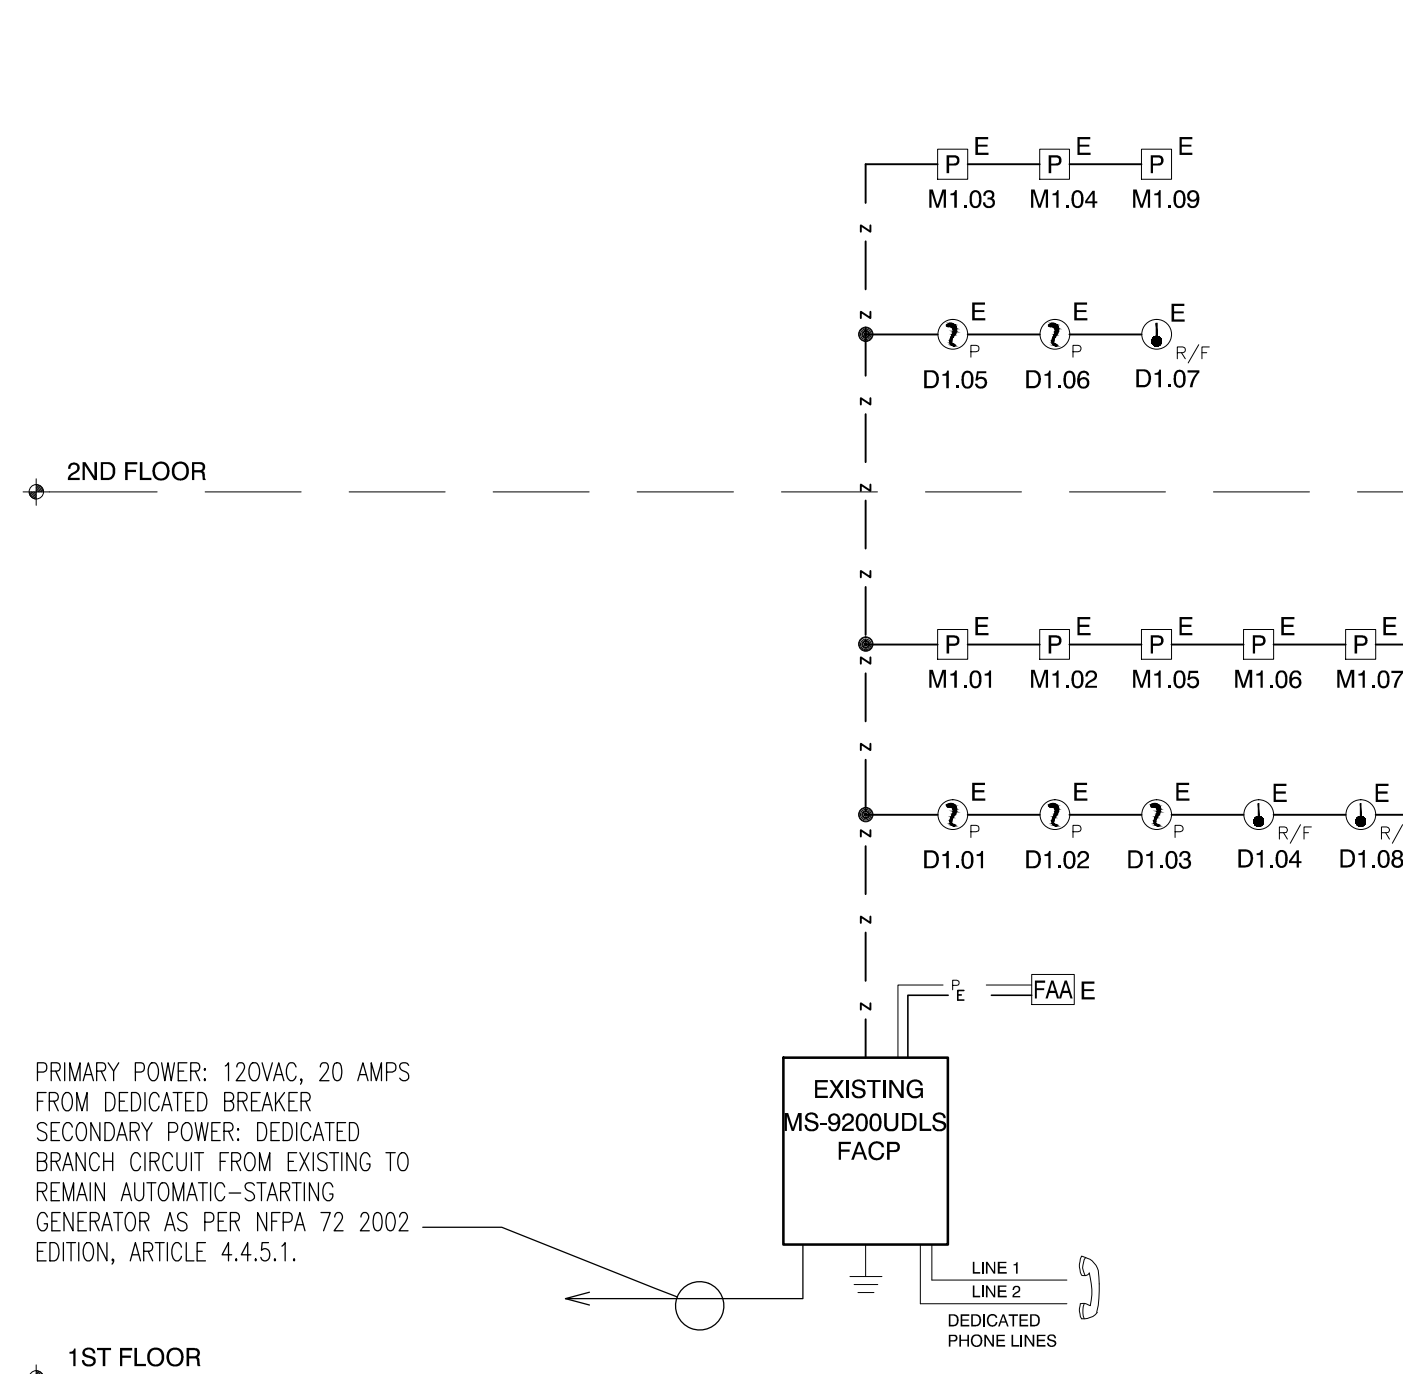 E E E
P P P
M1.03 M1.04 M1.09
Z
Z
E E E
P P R/F
D1.05 D1.06 D1.07
Z
2ND FLOOR
Z
Z
E E E E E
P P P P P
M1.01 M1.02 M1.05 M1.06 M1.07
Z
Z
E E E E E
P P P R/F R/
D1.01 D1.02 D1.03 D1.04 D1.08
Z
Z
P
E
FAA E
Z
EXISTING
MS-9200UDLS
FACP
PRIMARY POWER: 120VAC, 20 AMPS
FROM DEDICATED BREAKER
SECONDARY POWER: DEDICATED
BRANCH CIRCUIT FROM EXISTING TO
REMAIN AUTOMATIC-STARTING
GENERATOR AS PER NFPA 72 2002
EDITION, ARTICLE 4.4.5.1.
LINE 1
LINE 2
DEDICATED
PHONE LINES
1ST FLOOR